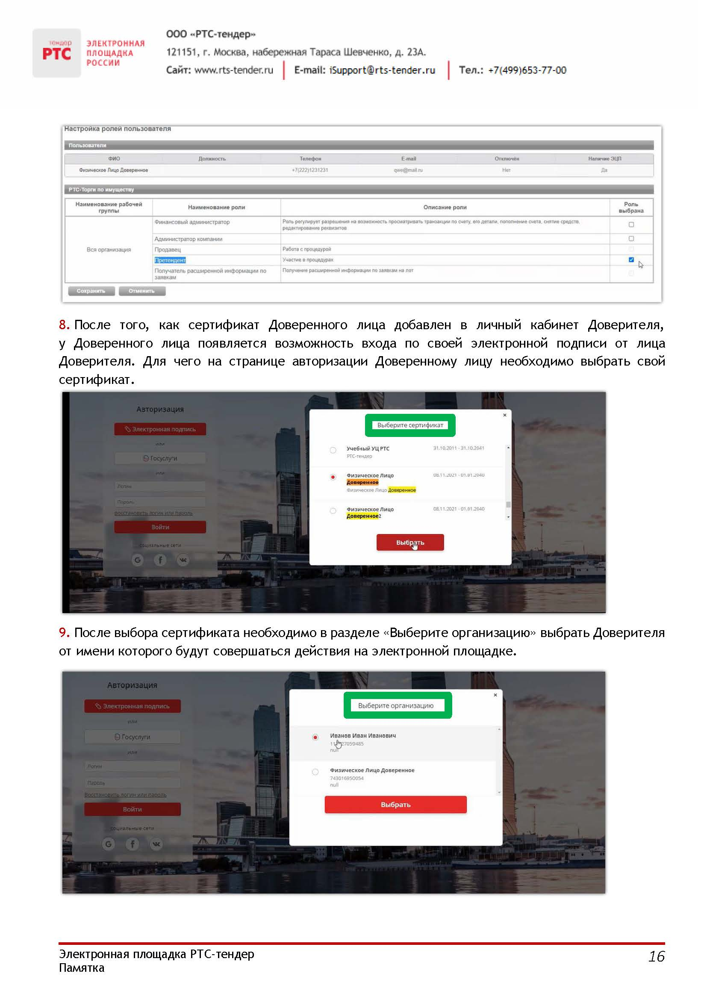 тендер
РТС
ЭЛЕКТРОННАЯ
ПЛОЩАДКА
РОССИИ
ООО «РТС-тендер»
121151, г. Москва, набережная Тараса Шевченко, д. 23А.
Сайт: www.rts-tender.ru E-mail: iSupport@rts-tender.ru Тел.: +7(499)653-77-00
Настройка ролей пользователя
Пользователи
ФИО Должность Телефон E-mail Отключён Наличие ЭЦП
Физическое Лицо Доверенное +7(222)1231231 qwe@mail.ru Нет Да
РТС-Торги по имуществу
Наименование рабочей группы Наименование роли Описание роли Роль выбрана
Вся организация
Финансовый администратор Роль регулирует разрешения на возможность просматривать транзакции по счету, его детали, пополнение счета, снятие средств,
редактирование реквизитов
Администратор компании
Продавец Работа с процедурой
Претендент Участие в процедурах
Получатель расширенной информации по Получение расширенной информации по заявкам на лот
заявкам
Сохранить Отменить
8. После того, как сертификат Доверенного лица добавлен в личный кабинет Доверителя,
у Доверенного лица появляется возможность входа по своей электронной подписи от лица
Доверителя. Для чего на странице авторизации Доверенному лицу необходимо выбрать свой
сертификат.
Авторизация
Электронная подпись
или
Госуслуги
или
Логин
Пароль
Восстановить логин или пароль
Войти
социальные сети
G f
Выберите сертификат
×
Учебный УЦ РТС 31.10.2011 - 31.10.2041
РТС-тендер
Физическое Лицо 08.11.2021 - 01.01.2040
Доверенное
Физическое Лицо Доверенное
Физическое Лицо 08.11.2021 - 01.01.2040
Доверенное2
Выбрать
9. После выбора сертификата необходимо в разделе «Выберите организацию» выбрать Доверителя
от имени которого будут совершаться действия на электронной площадке.
Авторизация
Электронная подпись
или
Госуслуги
или
Логин
Пароль
Восстановить логин или пароль
Войти
социальные сети
G f
Выберите организацию
×
Иванов Иван Иванович
null
Физическое Лицо Доверенное
743016950054
null
Выбрать
Электронная площадка РТС-тендер
Памятка
16